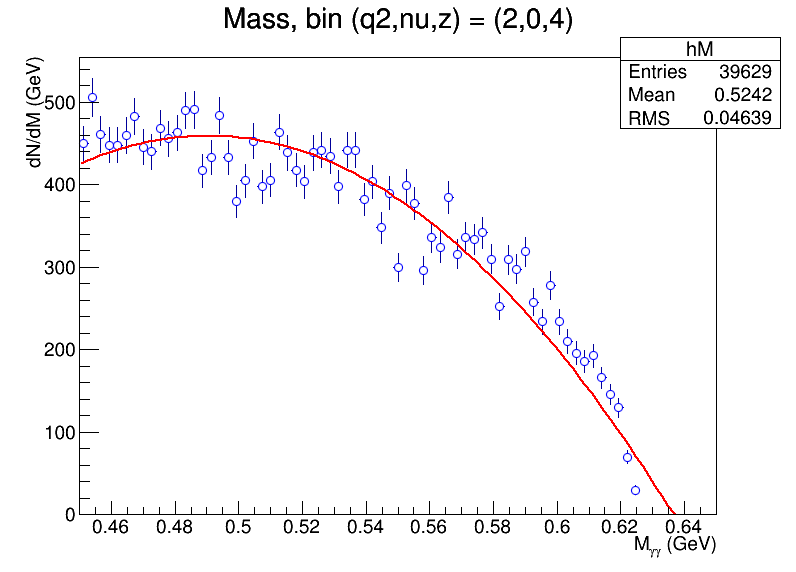 Mass, bin (q2,nu,z) = (2,0,4)
hM
Entries 39629
Mean 0.5242
RMS 0.04639
dN/dM (GeV)
500
400
300
200
100
0
0.46 0.48 0.5 0.52 0.54 0.56 0.58 0.6 0.62 0.64
Mγγ (GeV)